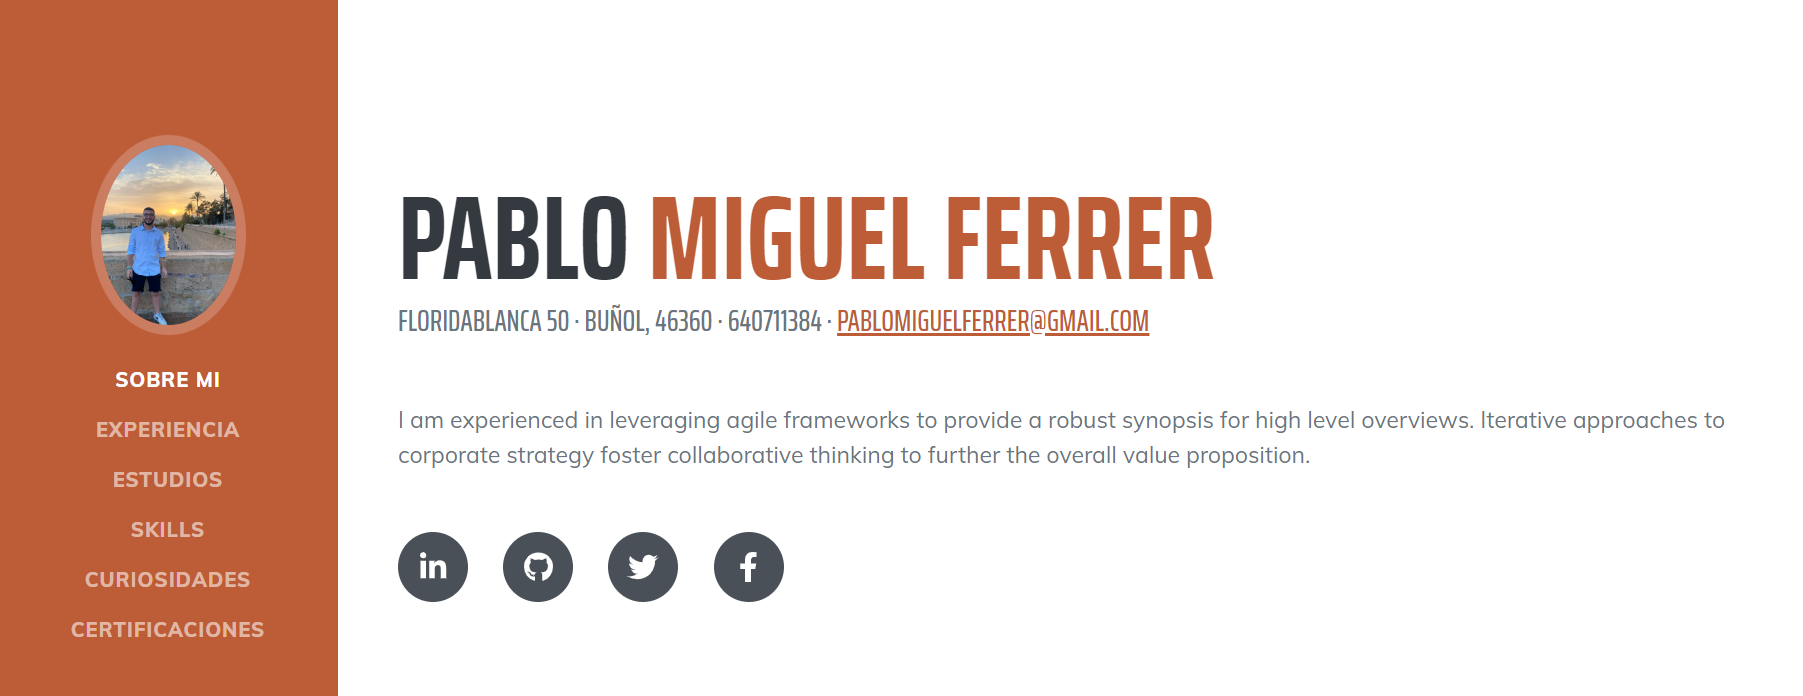 SOBRE MI
EXPERIENCIA
ESTUDIOS
SKILLS
CURIOSIDADES
CERTIFICACIONES
PABLO MIGUEL FERRER
FLORIDABLANCA 50 · BUÑOL, 46360 · 640711384 · PABLOMIGUELFERRER@GMAIL.COM
I am experienced in leveraging agile frameworks to provide a robust synopsis for high level overviews. Iterative approaches to
corporate strategy foster collaborative thinking to further the overall value proposition.